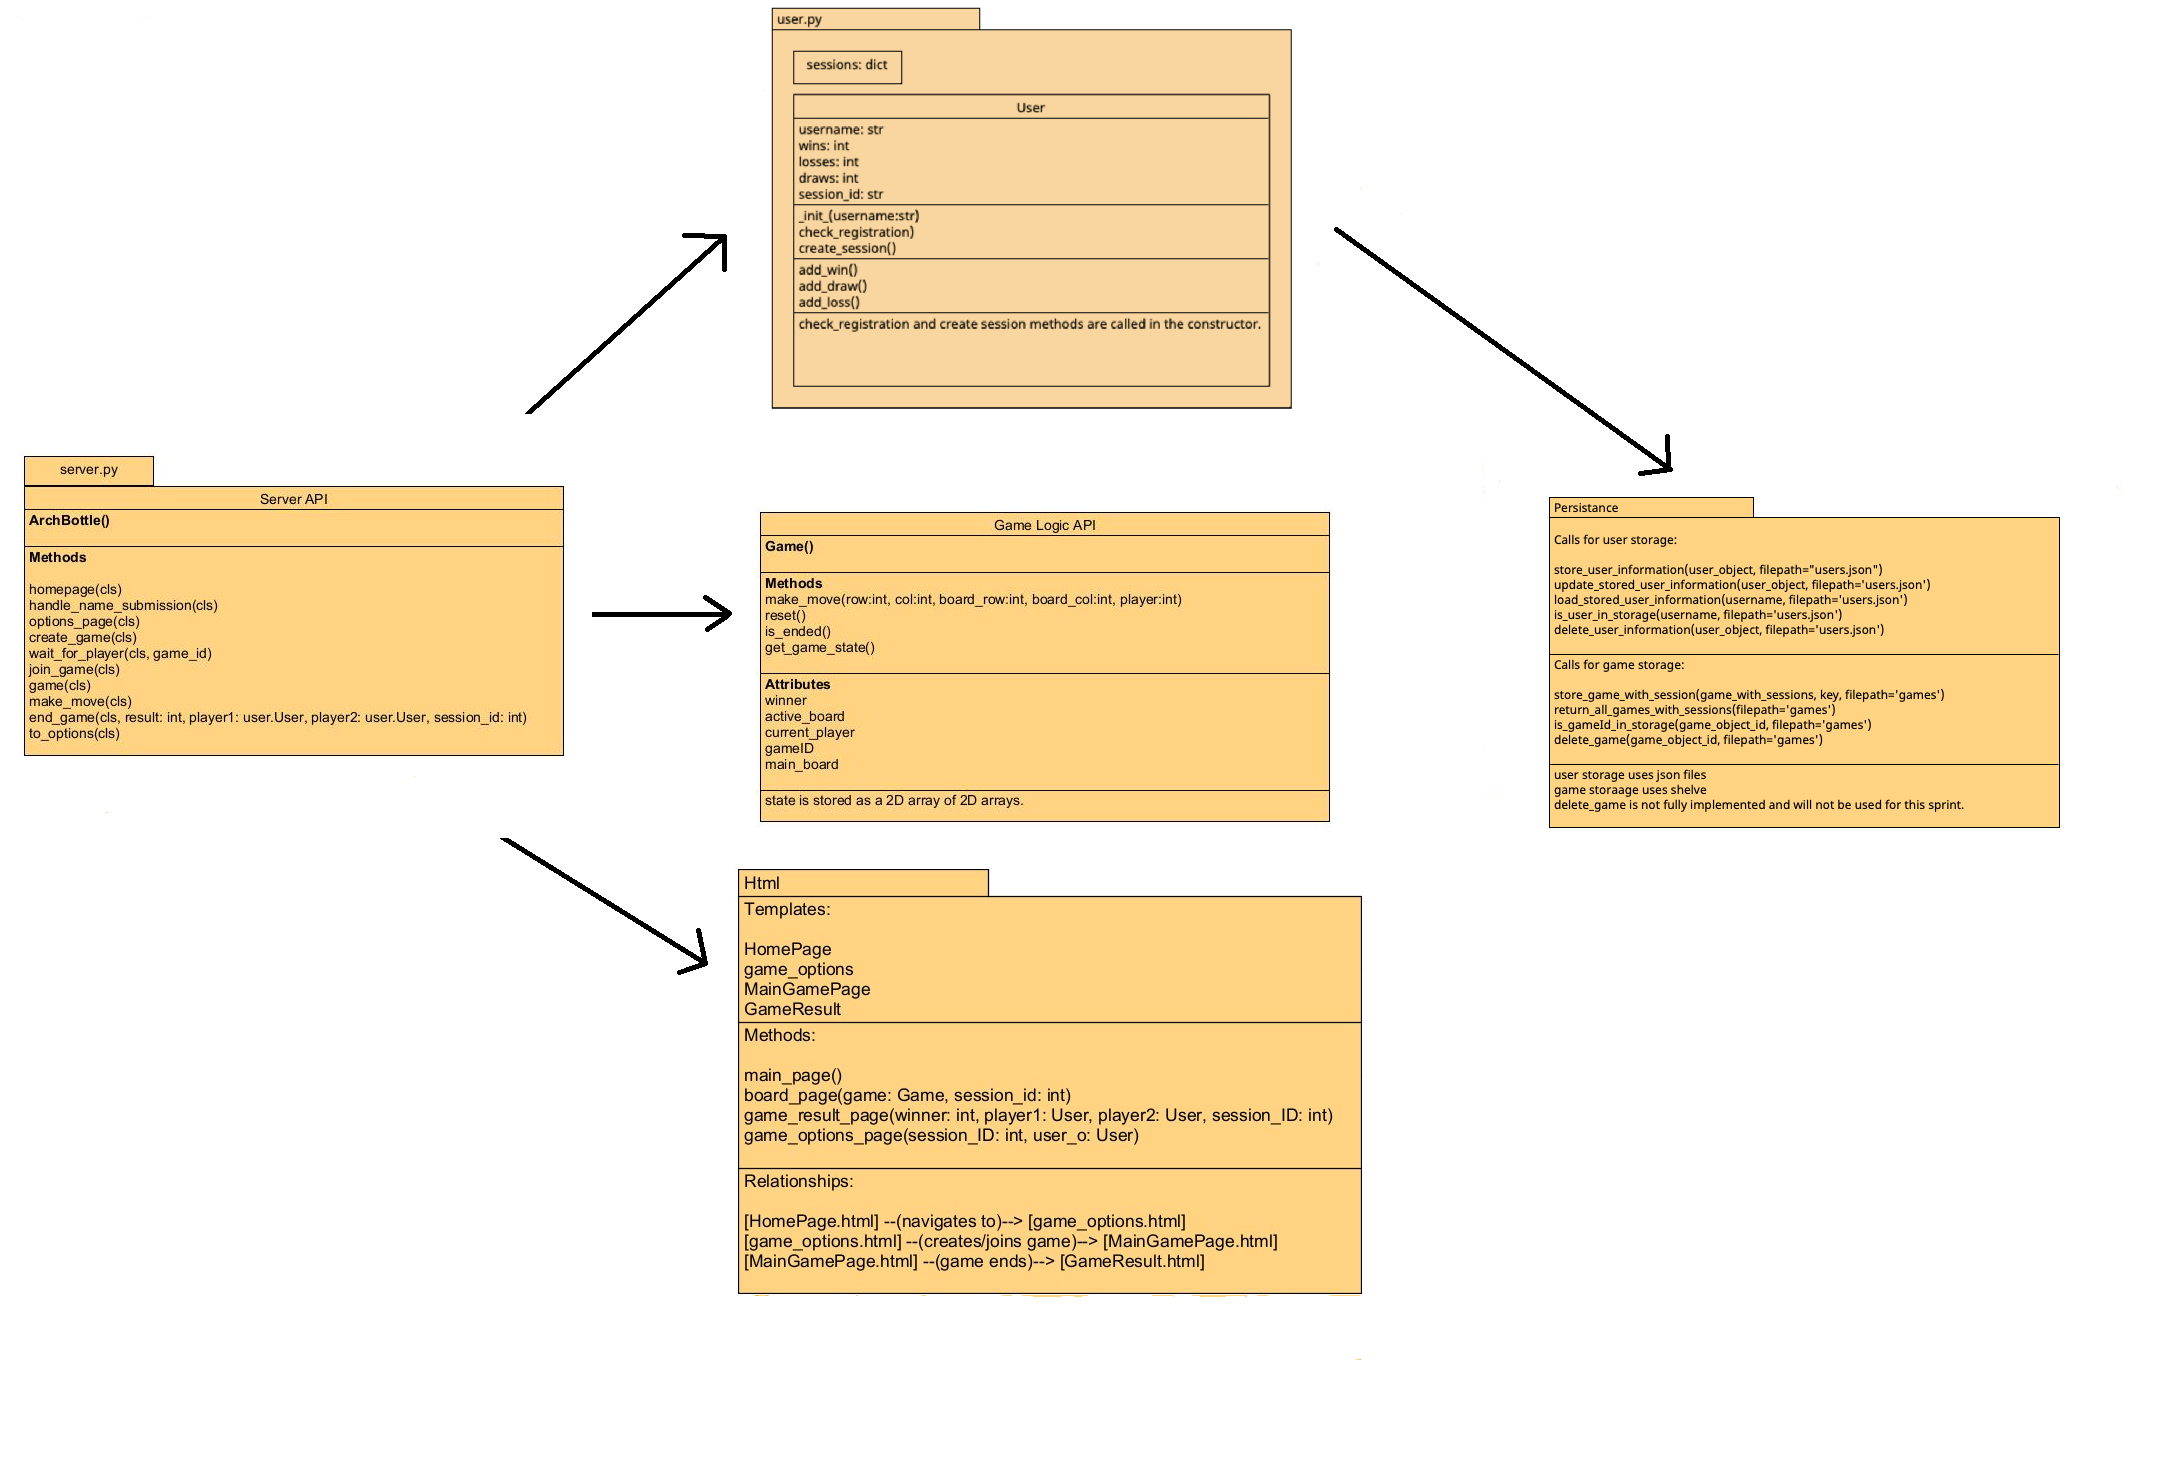 user.py
sessions: dict
User
username: str
wins: int
losses: int
draws: int
session_id: str
_init_(username:str)
check_registration)
create_session()
add_win()
add_draw()
add_loss()
check_registration and create session methods are called in the constructor.
server.py
Server API
ArchBottle()
Methods
homepage(cls)
handle_name_submission(cls)
options_page(cls)
create_game(cls)
wait_for_player(cls, game_id)
join_game(cls)
game(cls)
make_move(cls)
end_game(cls, result: int, player1: user.User, player2: user.User, session_id: int)
to_options(cls)
Game Logic API
Game()
Methods
make_move(row:int, col:int, board_row:int, board_col:int, player:int)
reset()
is_ended()
get_game_state()
Attributes
winner
active_board
current_player
gameID
main_board
state is stored as a 2D array of 2D arrays.
Persistance
Calls for user storage:
store_user_information(user_object, filepath="users.json")
update_stored_user_information(user_object, filepath='users.json')
load_stored_user_information(username, filepath='users.json')
is_user_in_storage(username, filepath='users.json')
delete_user_information(user_object, filepath='users.json')
Calls for game storage:
store_game_with_session(game_with_sessions, key, filepath='games')
return_all_games_with_sessions(filepath='games')
is_gameId_in_storage(game_object_id, filepath='games')
delete_game(game_object_id, filepath='games')
user storage uses json files
game storaage uses shelve
delete_game is not fully implemented and will not be used for this sprint.
Html
Templates:
HomePage
game_options
MainGamePage
GameResult
Methods:
main_page()
board_page(game: Game, session_id: int)
game_result_page(winner: int, player1: User, player2: User, session_ID: int)
game_options_page(session_ID: int, user_o: User)
Relationships:
[HomePage.html] --(navigates to)--> [game_options.html]
[game_options.html] --(creates/joins game)--> [MainGamePage.html]
[MainGamePage.html] --(game ends)--> [GameResult.html]